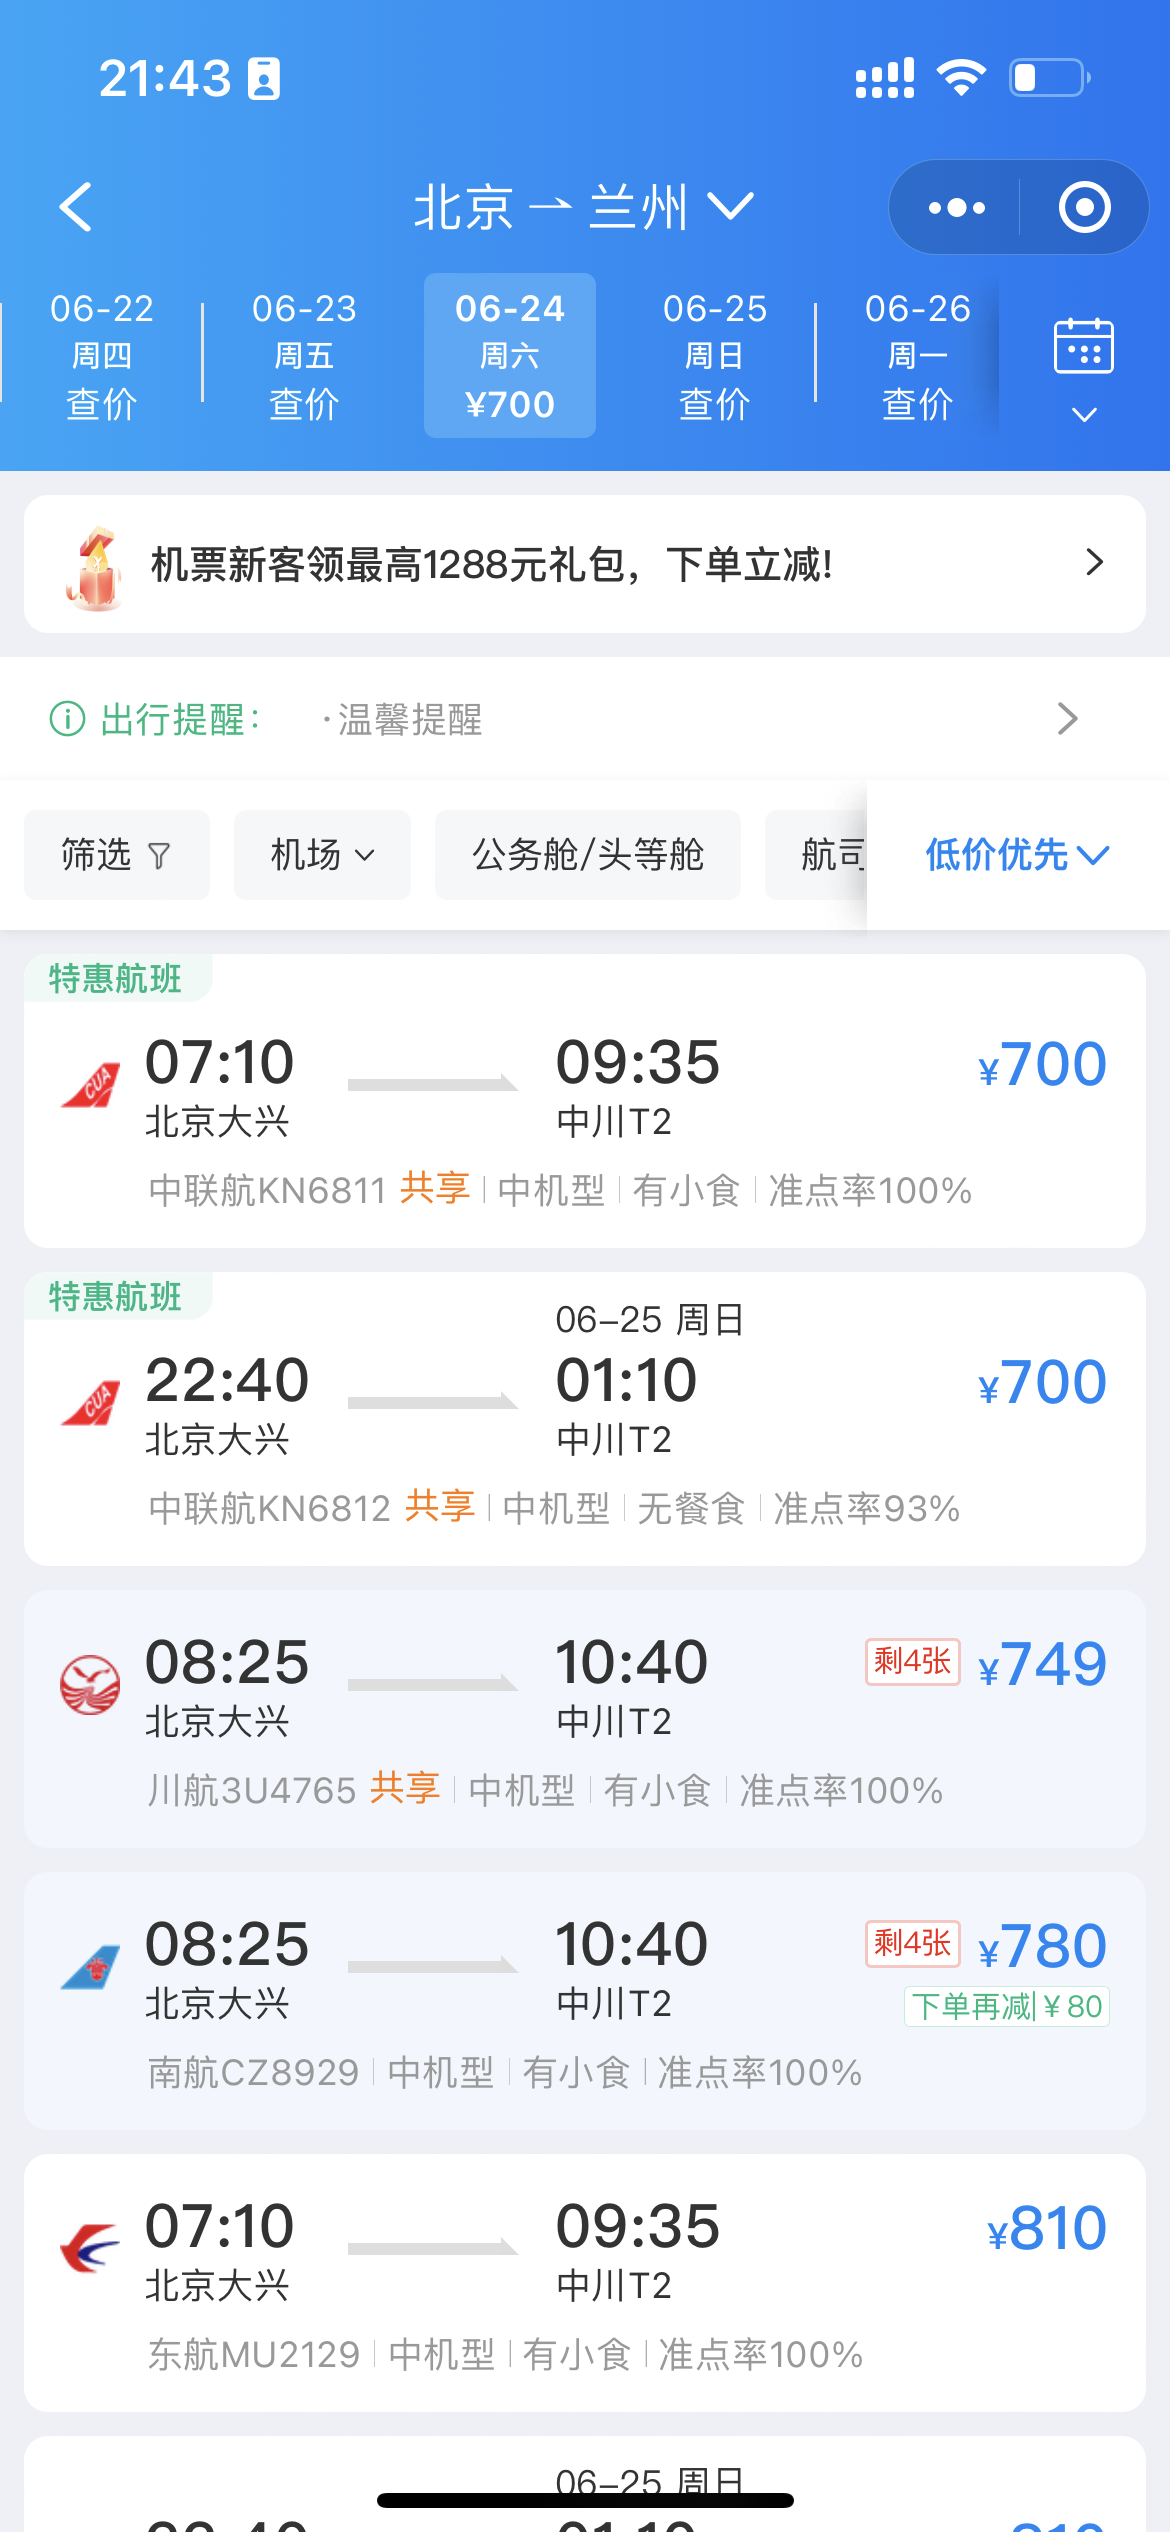 21:43
北京 兰州
06-22 06-23 06-24 06-25 06-26
周四 周五 周六 周日 周一
查价 查价 ¥700 查价 查价
机票新客领最高1288元礼包，下单立减!
出行提醒： ·温馨提醒
筛选 机场 公务舱/头等舱 航司 低价优先
特惠航班
07:10 09:35 ¥700
北京大兴 中川T2
中联航KN6811 共享 | 中机型 | 有小食 | 准点率100%
特惠航班
06-25 周日
22:40 01:10 ¥700
北京大兴 中川T2
中联航KN6812 共享 | 中机型 | 无餐食 | 准点率93%
08:25 10:40 剩4张 ¥749
北京大兴 中川T2
川航3U4765 共享 | 中机型 | 有小食 | 准点率100%
08:25 10:40 剩4张 ¥780
北京大兴 中川T2 下单再减|¥80
南航CZ8929 | 中机型 | 有小食 | 准点率100%
07:10 09:35 ¥810
北京大兴 中川T2
东航MU2129 | 中机型 | 有小食 | 准点率100%
06-25 周日